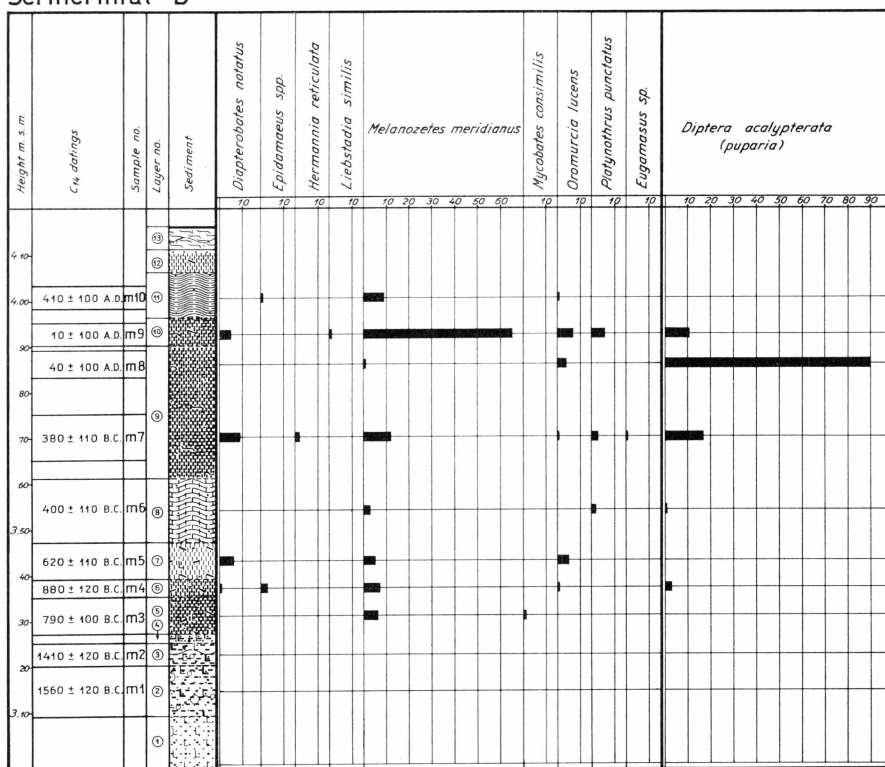 Sermermiut B
Height m. s. m.
C14 datings
Sample no.
Layer no.
Sediment
Diapterobates notatus
Epidamaeus spp.
Hermannia reticulata
Liebstadia similis
Melanozetes meridianus
Mycobates consimilis
Oromurcia lucens
Platynothrus punctatus
Eugamasus sp.
Diptera acalypterata
(puparia)
10 10 10 10 10 20 30 40 50 60 10 10 10 10 10 20 30 40 50 60 70 80 90
13
4.10
12
4.00 410 ± 100 A.D. m10 11
10 ± 100 A.D. m9 10
90
40 ± 100 A.D. m8
80
9
70 380 ± 110 B.C. m7
60
400 ± 110 B.C. m6 8
3.50
620 ± 110 B.C. m5 7
40
880 ± 120 B.C. m4 6
790 ± 100 B.C. m3 5
4
30
1410 ± 120 B.C. m2 3
20
1560 ± 120 B.C. m1 2
3.10
1